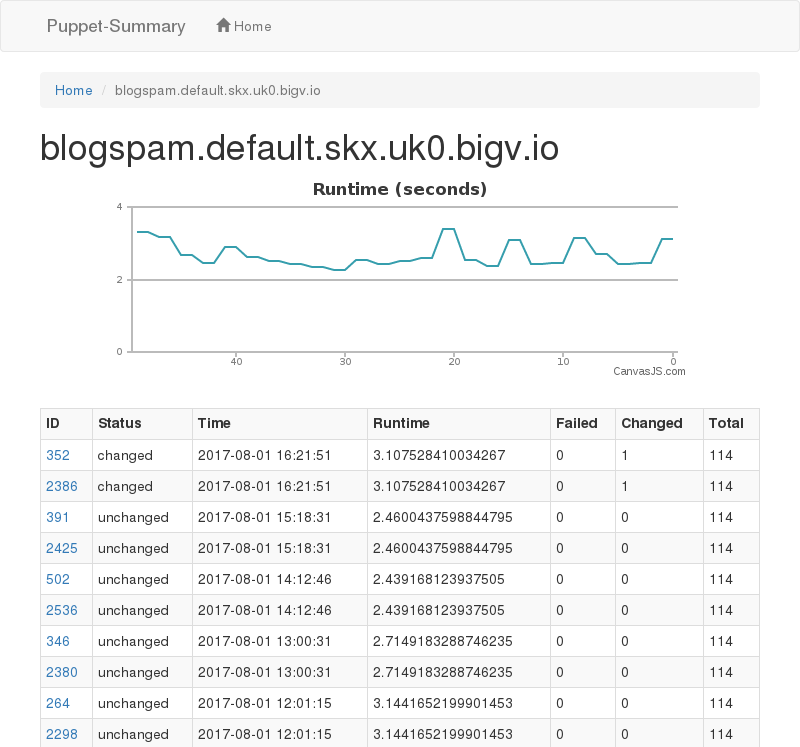 Puppet-Summary Home
Home / blogspam.default.skx.uk0.bigv.io
blogspam.default.skx.uk0.bigv.io
Runtime (seconds)
4
2
0
40 30 20 10 0
CanvasJS.com
ID Status Time Runtime Failed Changed Total
352 changed 2017-08-01 16:21:51 3.107528410034267 0 1 114
2386 changed 2017-08-01 16:21:51 3.107528410034267 0 1 114
391 unchanged 2017-08-01 15:18:31 2.4600437598844795 0 0 114
2425 unchanged 2017-08-01 15:18:31 2.4600437598844795 0 0 114
502 unchanged 2017-08-01 14:12:46 2.439168123937505 0 0 114
2536 unchanged 2017-08-01 14:12:46 2.439168123937505 0 0 114
346 unchanged 2017-08-01 13:00:31 2.7149183288746235 0 0 114
2380 unchanged 2017-08-01 13:00:31 2.7149183288746235 0 0 114
264 unchanged 2017-08-01 12:01:15 3.1441652199901453 0 0 114
2298 unchanged 2017-08-01 12:01:15 3.1441652199901453 0 0 114